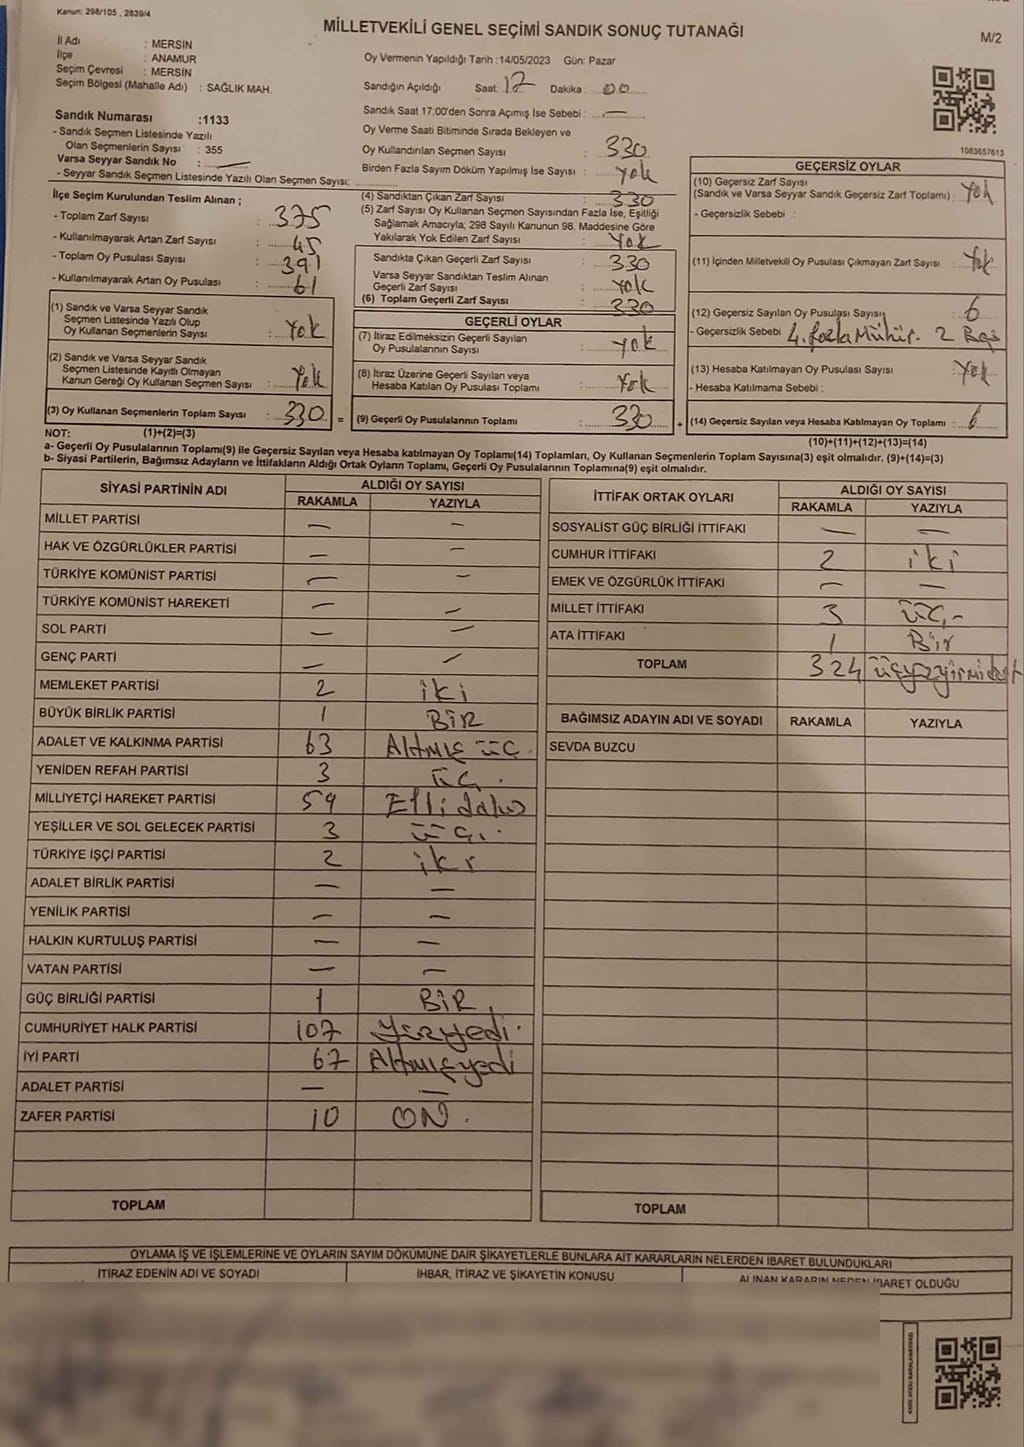 Kanun: 298/105 , 2839/4
MİLLETVEKİLİ GENEL SEÇİMİ SANDIK SONUÇ TUTANAĞI
M/2
İl Adı : MERSİN
İlçe : ANAMUR
Seçim Çevresi : MERSİN
Seçim Bölgesi (Mahalle Adı) : SAĞLIK MAH.
Oy Vermenin Yapıldığı Tarih :14/05/2023 Gün: Pazar
Sandığın Açıldığı Saat: 17 Dakika : 00
Sandık Saat 17:00'den Sonra Açımış İse Sebebi : —
Oy Verme Saati Bitiminde Sırada Bekleyen ve
Oy Kullandırılan Seçmen Sayısı : 330
Birden Fazla Sayım Döküm Yapılmış İse Sayısı : Yok
1083657613
Sandık Numarası :1133
- Sandık Seçmen Listesinde Yazılı
Olan Seçmenlerin Sayısı : 355
Varsa Seyyar Sandık No : —
- Seyyar Sandık Seçmen Listesinde Yazılı Olan Seçmen Sayısı:
İlçe Seçim Kurulundan Teslim Alınan ;
- Toplam Zarf Sayısı : 375
- Kullanılmayarak Artan Zarf Sayısı : 45
- Toplam Oy Pusulası Sayısı : 391
- Kullanılmayarak Artan Oy Pusulası : 61
(1) Sandık ve Varsa Seyyar Sandık
Seçmen Listesinde Yazılı Olup
Oy Kullanan Seçmenlerin Sayısı : Yok
(2) Sandık ve Varsa Seyyar Sandık
Seçmen Listesinde Kayıtlı Olmayan
Kanun Gereği Oy Kullanan Seçmen Sayısı : Yok
(3) Oy Kullanan Seçmenlerin Toplam Sayısı : 330 =
(1)+(2)=(3)
(4) Sandıktan Çıkan Zarf Sayısı : 330
(5) Zarf Sayısı Oy Kullanan Seçmen Sayısından Fazla İse, Eşitliği
Sağlamak Amacıyla, 298 Sayılı Kanunun 98. Maddesine Göre
Yakılarak Yok Edilen Zarf Sayısı : Yok
Sandıkta Çıkan Geçerli Zarf Sayısı : 330
Varsa Seyyar Sandıktan Teslim Alınan
Geçerli Zarf Sayısı : Yok
(6) Toplam Geçerli Zarf Sayısı : 330
GEÇERLİ OYLAR
(7) İtiraz Edilmeksizin Geçerli Sayılan
Oy Pusulalarının Sayısı : Yok
(8) İtiraz Üzerine Geçerli Sayılan veya
Hesaba Katılan Oy Pusulası Toplamı : Yok
(9) Geçerli Oy Pusulalarının Toplamı : 330 +
GEÇERSİZ OYLAR
(10) Geçersiz Zarf Sayısı
(Sandık ve Varsa Seyyar Sandık Geçersiz Zarf Toplamı) : Yok
- Geçersizlik Sebebi :
(11) İçinden Milletvekili Oy Pusulası Çıkmayan Zarf Sayısı : Yok
(12) Geçersiz Sayılan Oy Pusulası Sayısı : 6
- Geçersizlik Sebebi : 4. fazla Mühür. 2
(13) Hesaba Katılmayan Oy Pusulası Sayısı : Yok
- Hesaba Katılmama Sebebi :
(14) Geçersiz Sayılan veya Hesaba Katılmayan Oy Toplamı : 6
(10)+(11)+(12)+(13)=(14)
NOT:
a- Geçerli Oy Pusulalarının Toplamı(9) ile Geçersiz Sayılan veya Hesaba katılmayan Oy Toplamı(14) Toplamları, Oy Kullanan Seçmenlerin Toplam Sayısına(3) eşit olmalıdır. (9)+(14)=(3)
b- Siyasi Partilerin, Bağımsız Adayların ve İttifakların Aldığı Ortak Oyların Toplamı, Geçerli Oy Pusulalarının Toplamına(9) eşit olmalıdır.
SİYASİ PARTİNİN ADI ALDIĞI OY SAYISI
RAKAMLA YAZIYLA
MİLLET PARTİSİ — —
HAK VE ÖZGÜRLÜKLER PARTİSİ — —
TÜRKİYE KOMÜNİST PARTİSİ — —
TÜRKİYE KOMÜNİST HAREKETİ — —
SOL PARTİ — —
GENÇ PARTİ — —
MEMLEKET PARTİSİ 2 iki
BÜYÜK BİRLİK PARTİSİ 1 BİR
ADALET VE KALKINMA PARTİSİ 63 Altmış üç.
YENİDEN REFAH PARTİSİ 3 üç.
MİLLİYETÇİ HAREKET PARTİSİ 59 Elli dokuz
YEŞİLLER VE SOL GELECEK PARTİSİ 3 üç.
TÜRKİYE İŞÇİ PARTİSİ 2 iki
ADALET BİRLİK PARTİSİ — —
YENİLİK PARTİSİ — —
HALKIN KURTULUŞ PARTİSİ — —
VATAN PARTİSİ — —
GÜÇ BİRLİĞİ PARTİSİ 1 BİR
CUMHURİYET HALK PARTİSİ 107 Yüzyedi.
İYİ PARTİ 67 Altmışyedi
ADALET PARTİSİ — —
ZAFER PARTİSİ 10 ON.
TOPLAM
İTTİFAK ORTAK OYLARI ALDIĞI OY SAYISI
RAKAMLA YAZIYLA
SOSYALİST GÜÇ BİRLİĞİ İTTİFAKI — —
CUMHUR İTTİFAKI 2 iki
EMEK VE ÖZGÜRLÜK İTTİFAKI — —
MİLLET İTTİFAKI 3 üç,-
ATA İTTİFAKI 1 Bir
TOPLAM 324 üçyüzyirmidört
BAĞIMSIZ ADAYIN ADI VE SOYADI RAKAMLA YAZIYLA
SEVDA BUZCU
TOPLAM
OYLAMA İŞ VE İŞLEMLERİNE VE OYLARIN SAYIM DÖKÜMÜNE DAİR ŞİKAYETLERLE BUNLARA AİT KARARLARIN NELERDEN İBARET BULUNDUKLARI
İTİRAZ EDENİN ADI VE SOYADI İHBAR, İTİRAZ VE ŞİKAYETİN KONUSU ALINAN KARARIN NEDEN İBARET OLDUĞU